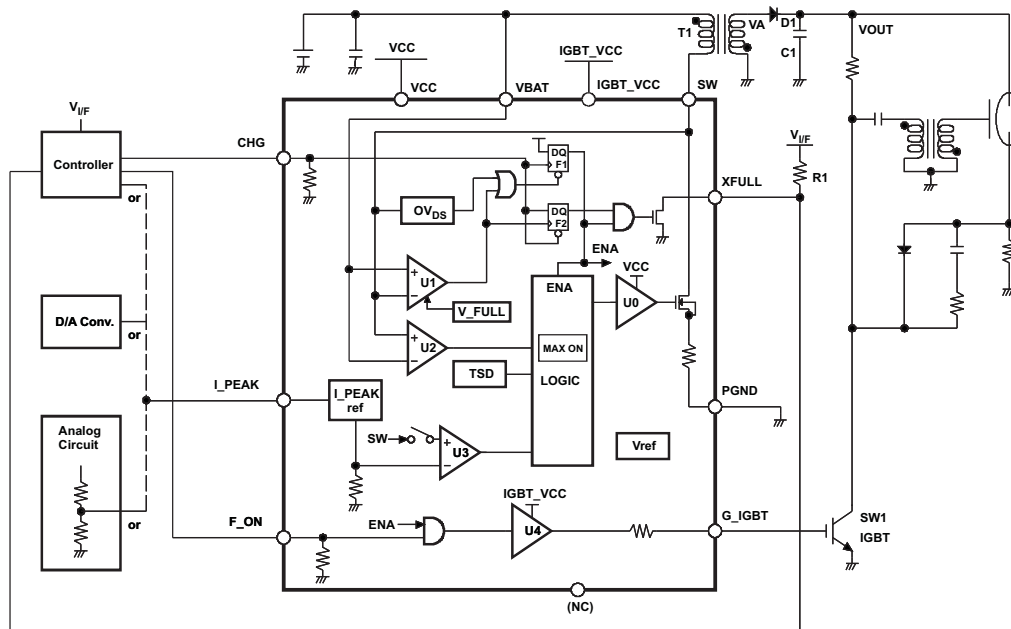 T1
VA
D1
C1
VOUT
VCC
IGBT_VCC
VCC
VBAT
IGBT_VCC
SW
V_I/F
Controller
or
CHG
DQ
F1
OV_DS
DQ
F2
V_I/F
R1
XFULL
ENA
+
−
U1
V_FULL
ENA
VCC
U0
D/A Conv.
or
+
−
U2
MAX ON
TSD
LOGIC
I_PEAK
I_PEAK
ref
PGND
Analog
Circuit
SW
+
−
U3
Vref
or
F_ON
ENA
IGBT_VCC
U4
G_IGBT
SW1
IGBT
(NC)